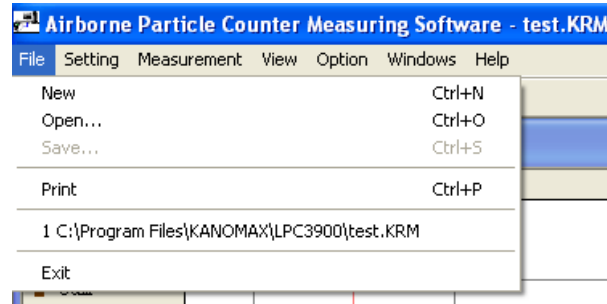 Airborne Particle Counter Measuring Software - test.KRM
File Setting Measurement View Option Windows Help
New Ctrl+N
Open... Ctrl+O
Save... Ctrl+S
Print Ctrl+P
1 C:\Program Files\KANOMAX\LPC3900\test.KRM
Exit